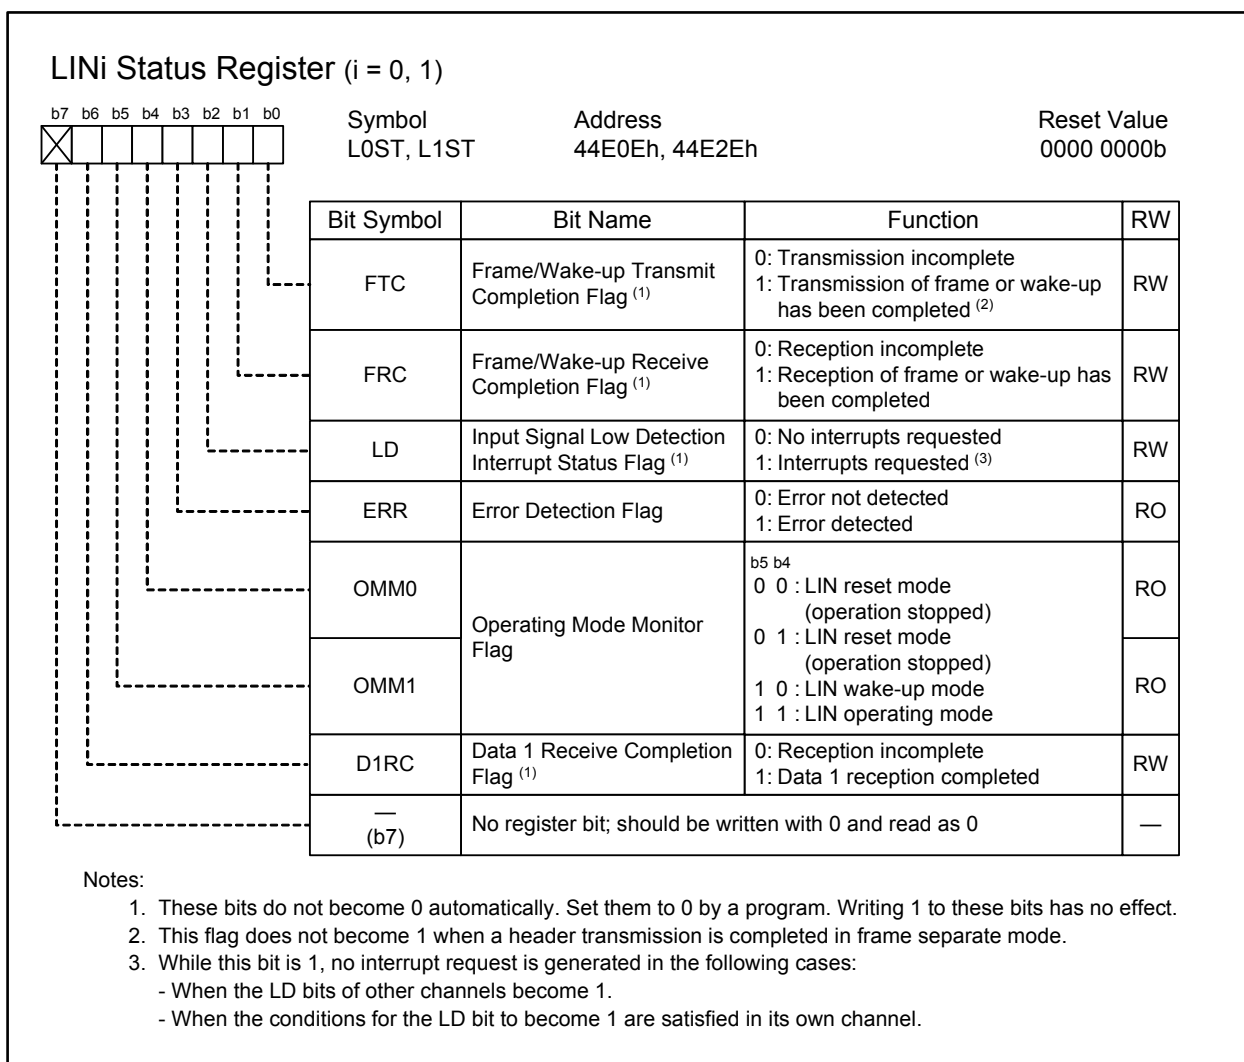 LINi Status Register (i = 0, 1)
b7 b6 b5 b4 b3 b2 b1 b0
Symbol Address Reset Value
L0ST, L1ST 44E0Eh, 44E2Eh 0000 0000b
Bit Symbol Bit Name Function RW
FTC
Frame/Wake-up Transmit
Completion Flag (1)
0: Transmission incomplete
1: Transmission of frame or wake-up
has been completed (2)
RW
FRC
Frame/Wake-up Receive
Completion Flag (1)
0: Reception incomplete
1: Reception of frame or wake-up has
been completed
RW
LD
Input Signal Low Detection
Interrupt Status Flag (1)
0: No interrupts requested
1: Interrupts requested (3)
RW
ERR
Error Detection Flag
0: Error not detected
1: Error detected
RO
OMM0
Operating Mode Monitor
Flag
b5 b4
0 0 : LIN reset mode
(operation stopped)
0 1 : LIN reset mode
(operation stopped)
1 0 : LIN wake-up mode
1 1 : LIN operating mode
RO
OMM1
RO
D1RC
Data 1 Receive Completion
Flag (1)
0: Reception incomplete
1: Data 1 reception completed
RW
—
(b7)
No register bit; should be written with 0 and read as 0
—
Notes:
1. These bits do not become 0 automatically. Set them to 0 by a program. Writing 1 to these bits has no effect.
2. This flag does not become 1 when a header transmission is completed in frame separate mode.
3. While this bit is 1, no interrupt request is generated in the following cases:
- When the LD bits of other channels become 1.
- When the conditions for the LD bit to become 1 are satisfied in its own channel.